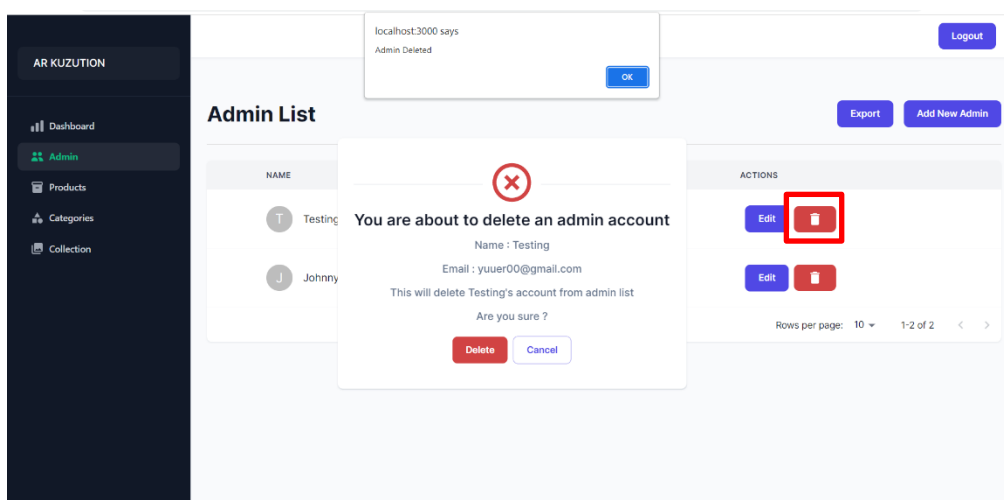 localhost:3000 says
Admin Deleted
OK
Logout
AR KUZUTION
Dashboard
Admin
Products
Categories
Collection
Admin List
Export
Add New Admin
NAME
ACTIONS
T Testing
Edit
J Johnny
Edit
You are about to delete an admin account
Name : Testing
Email : yuuer00@gmail.com
This will delete Testing's account from admin list
Are you sure ?
Delete
Cancel
Rows per page: 10 1-2 of 2